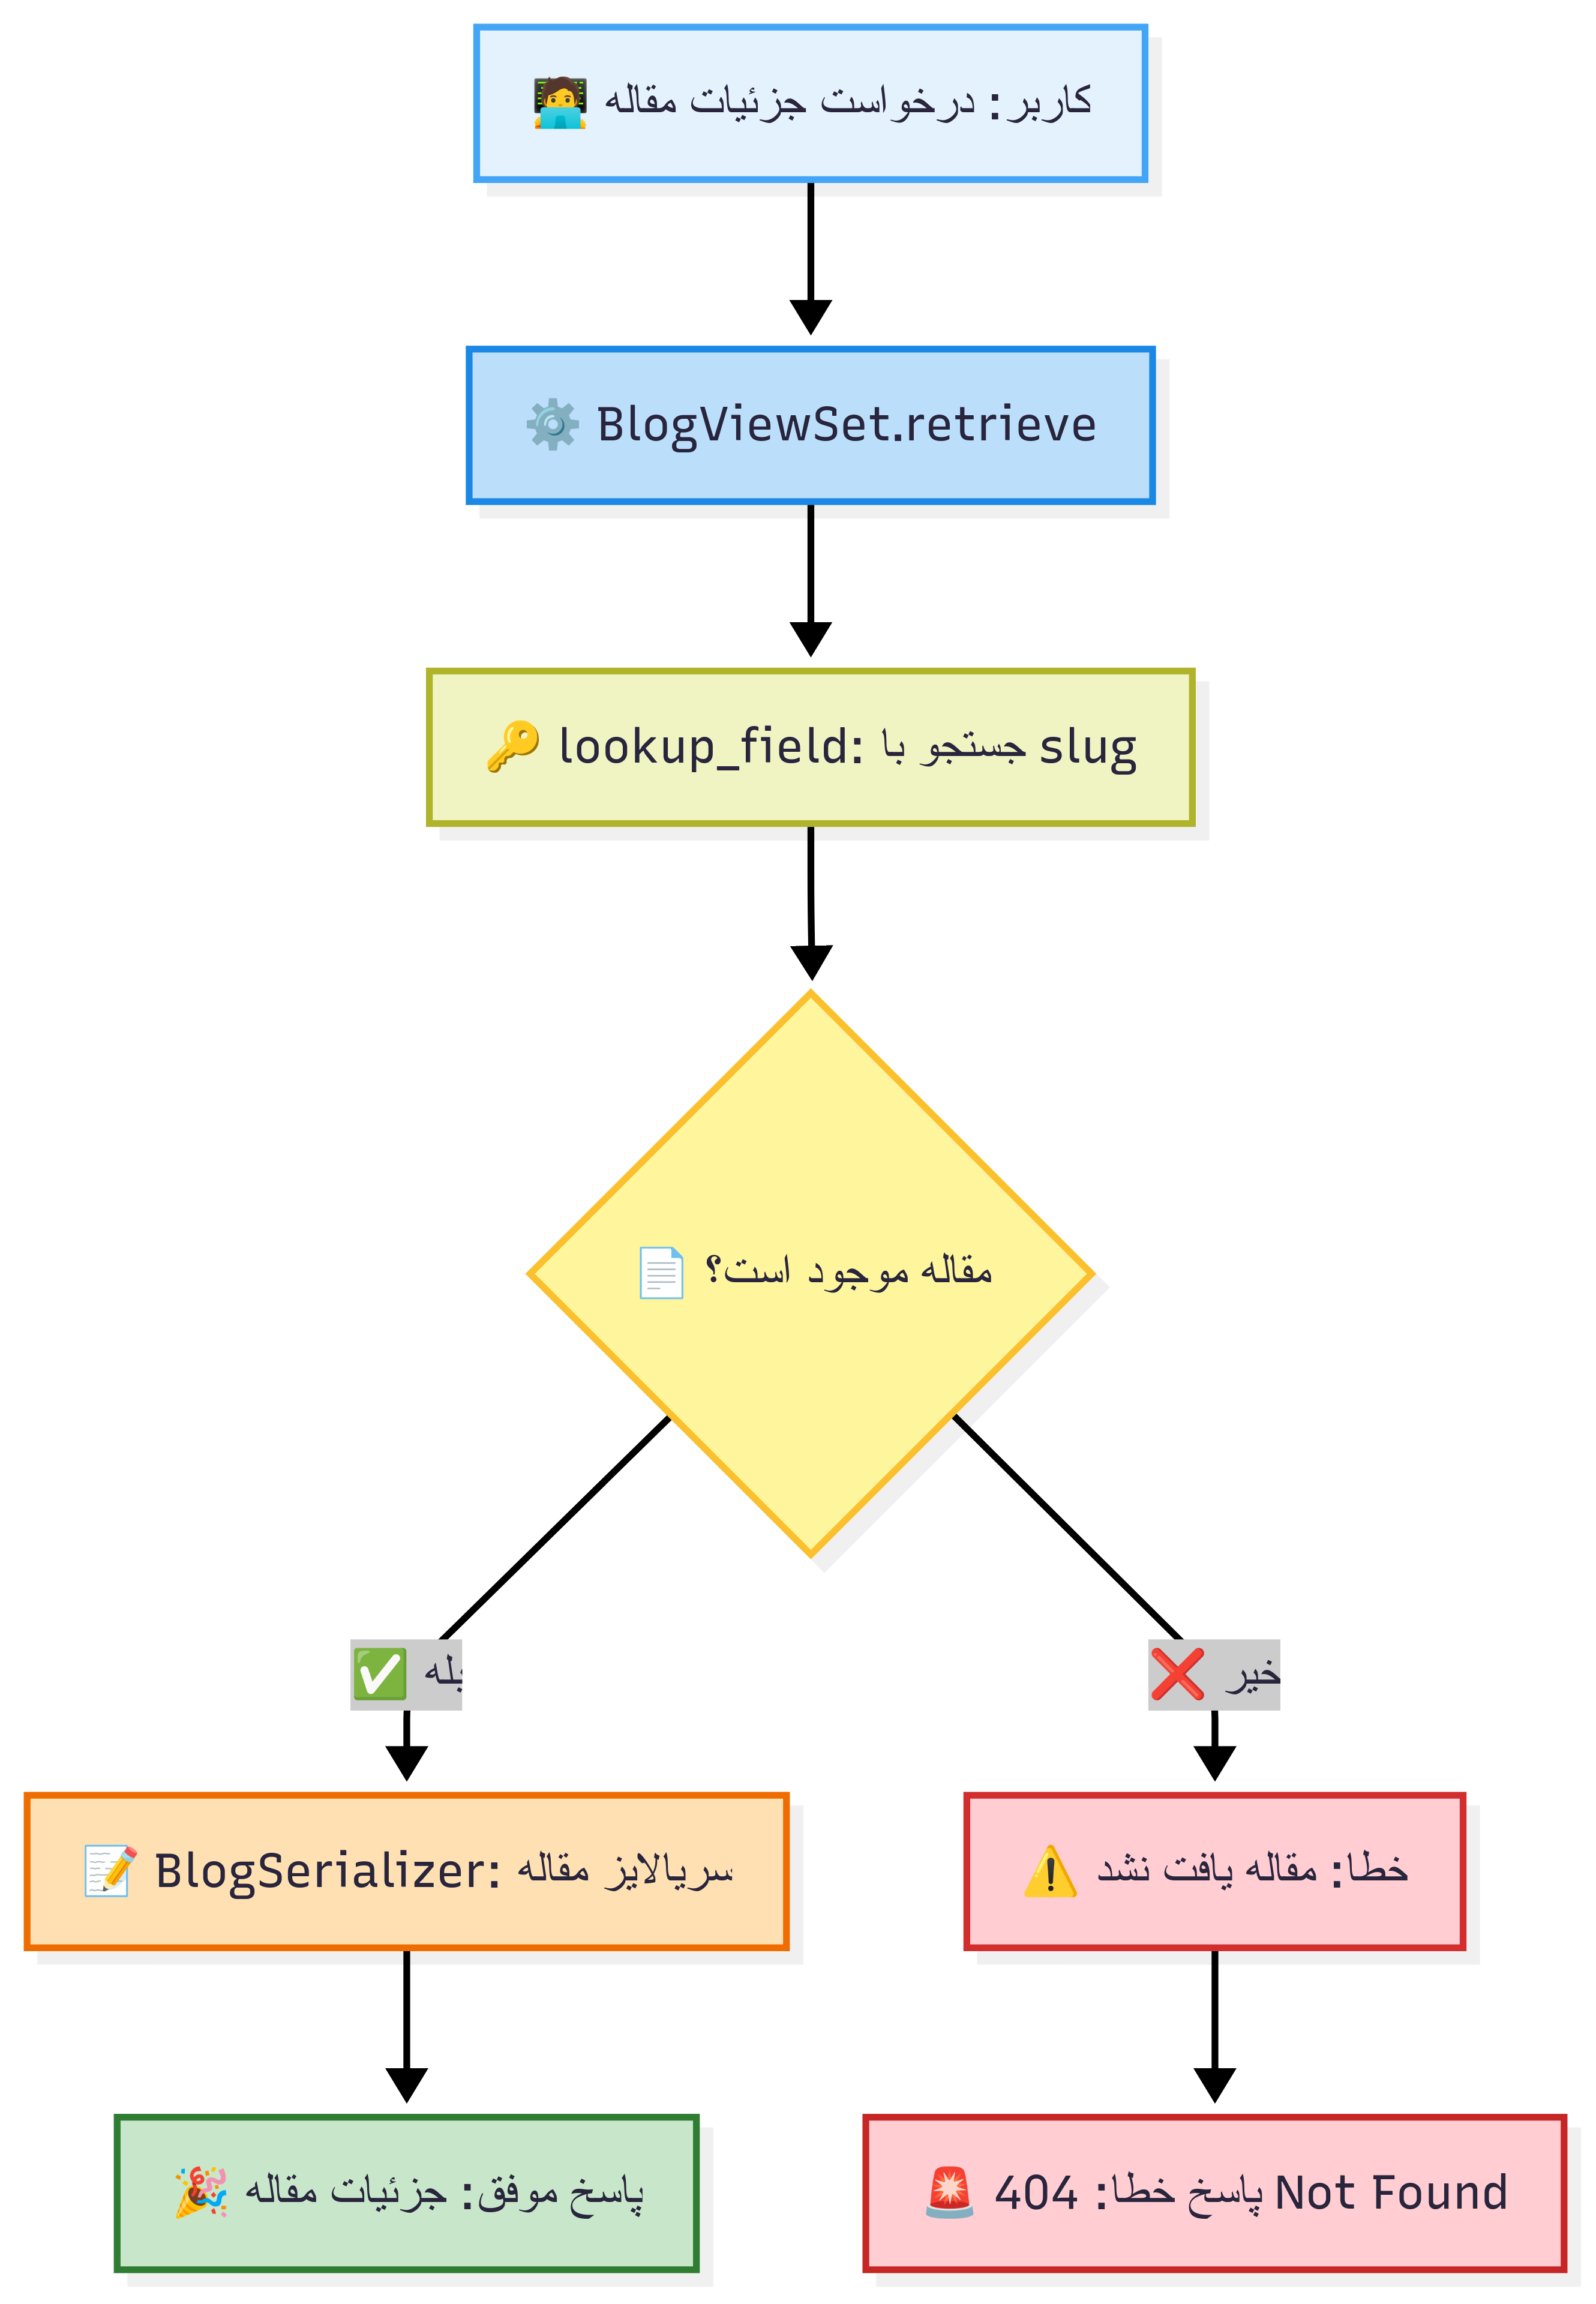 🧑‍💻 کاربر: درخواست جزئیات مقاله
⚙️ BlogViewSet.retrieve
🔑 lookup_field: جستجو با slug
📄 مقاله موجود است؟
✅ بله
❌ خیر
📝 BlogSerializer: سریالایز مقاله
⚠️ خطا: مقاله یافت نشد
🎉 پاسخ موفق: جزئیات مقاله
🚨 پاسخ خطا: 404 Not Found